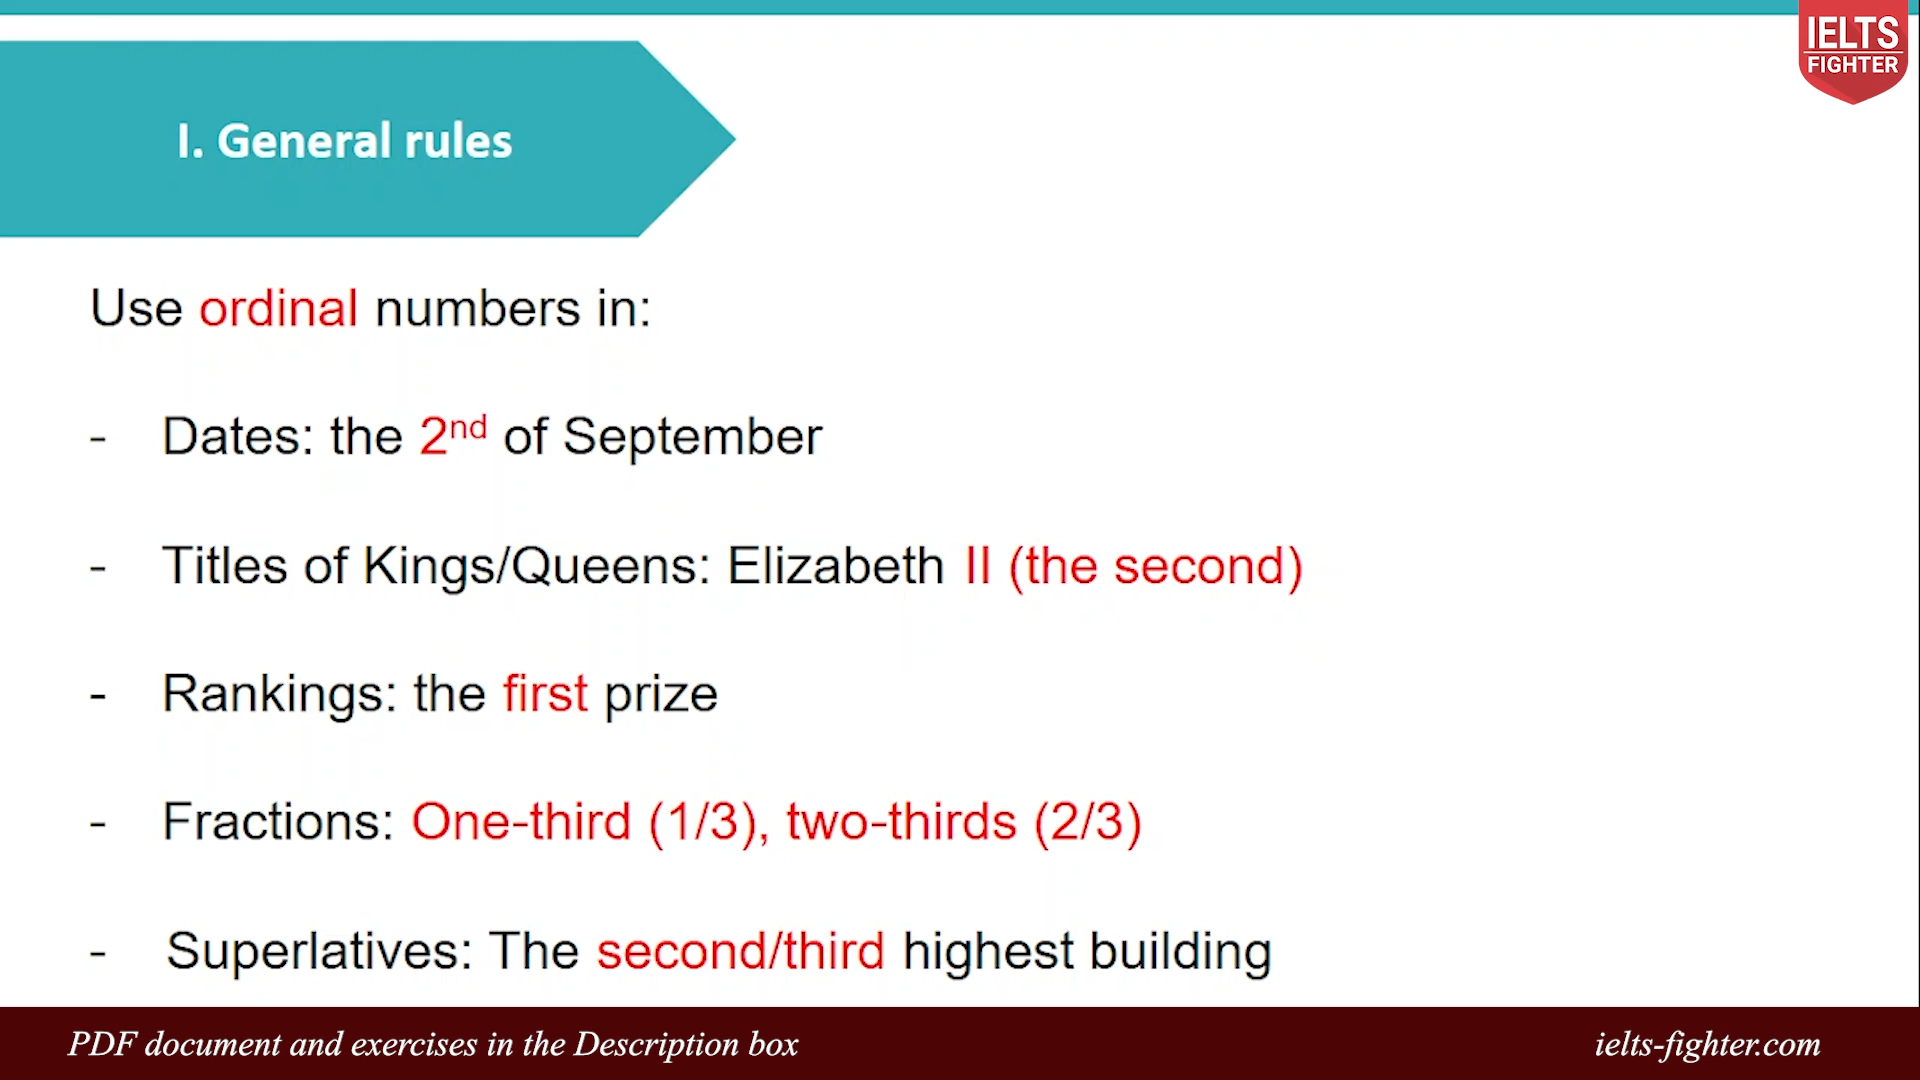 IELTS
FIGHTER
I. General rules
Use ordinal numbers in:
- Dates: the 2nd of September
- Titles of Kings/Queens: Elizabeth II (the second)
- Rankings: the first prize
- Fractions: One-third (1/3), two-thirds (2/3)
- Superlatives: The second/third highest building
PDF document and exercises in the Description box
ielts-fighter.com